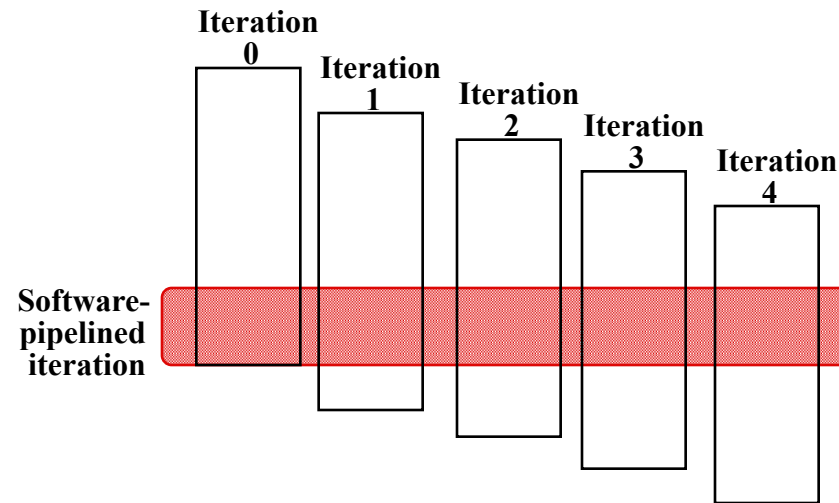 Iteration
0
Iteration
1
Iteration
2
Iteration
3
Iteration
4
Software-
pipelined
iteration